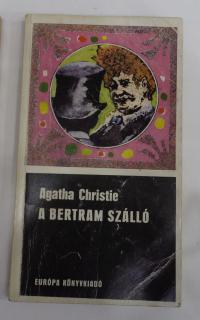 Agatha Christie
A BERTRAM SZÁLLÓ
EURÓPA KÖNYVKIADÓ